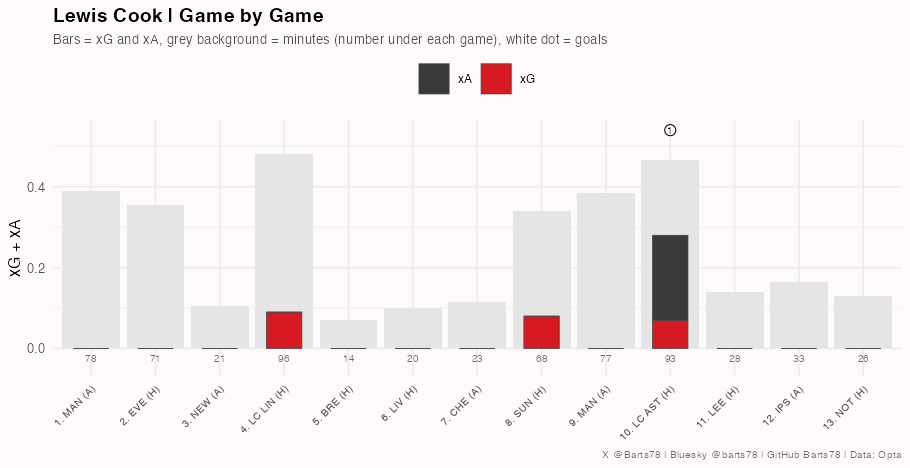 Lewis Cook | Game by Game
Bars = xG and xA, grey background = minutes (number under each game), white dot = goals
xA xG
1
xG + xA
0.4
0.2
0.0
78 71 21 96 14 20 23 68 77 93 28 33 26
1. MAN (A) 2. EVE (H) 3. NEW (A) 4. LC LIN (H) 5. BRE (H) 6. LIV (H) 7. CHE (A) 8. SUN (H) 9. MAN (A) 10. LC AST (H) 11. LEE (H) 12. IPS (A) 13. NOT (H)
X @Barts78 | Bluesky @barts78 | GitHub Barts78 | Data: Opta